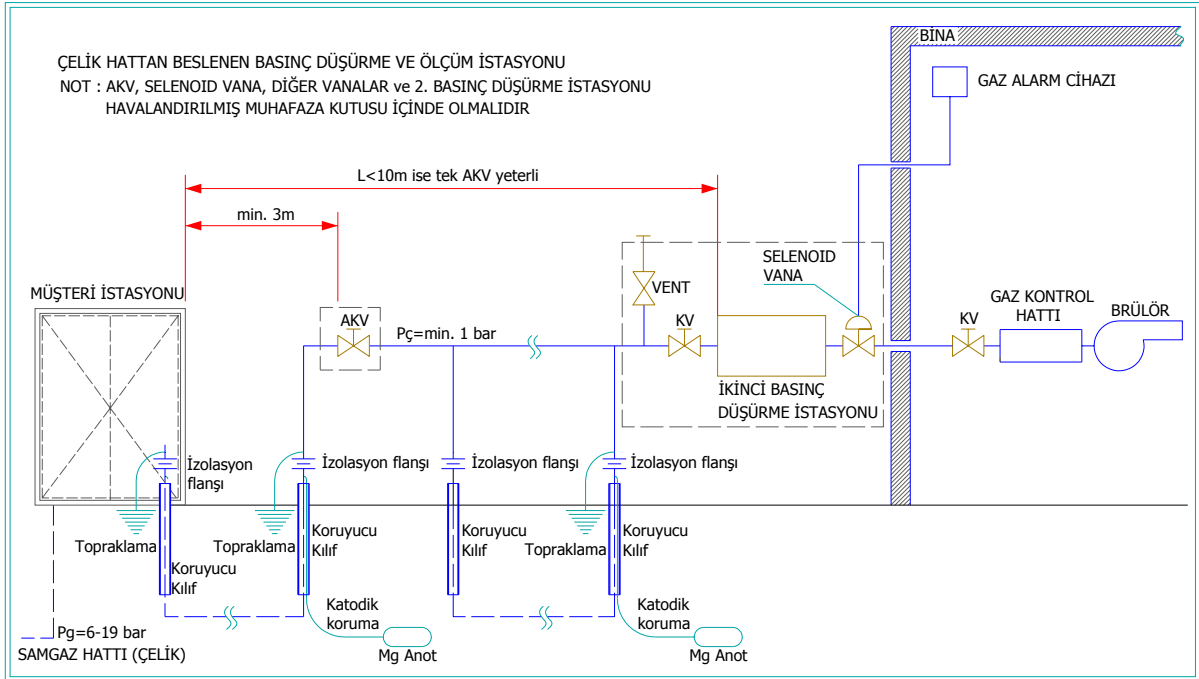 ÇELİK HATTAN BESLENEN BASINÇ DÜŞÜRME VE ÖLÇÜM İSTASYONU
NOT : AKV, SELENOID VANA, DİĞER VANALAR ve 2. BASINÇ DÜŞÜRME İSTASYONU
HAVALANDIRILMIŞ MUHAFAZA KUTUSU İÇİNDE OLMALIDIR
BİNA
GAZ ALARM CİHAZI
L<10m ise tek AKV yeterli
min. 3m
MÜŞTERİ İSTASYONU
AKV
Pç=min. 1 bar
VENT
KV
SELENOID
VANA
İKİNCİ BASINÇ
DÜŞÜRME İSTASYONU
KV
GAZ KONTROL
HATTI
BRÜLÖR
İzolasyon
flanşı
İzolasyon flanşı
İzolasyon flanşı
İzolasyon flanşı
Topraklama
Koruyucu
Kılıf
Topraklama
Koruyucu
Kılıf
Koruyucu
Kılıf
Topraklama
Koruyucu
Kılıf
Katodik
koruma
Mg Anot
Katodik
koruma
Mg Anot
Pg=6-19 bar
SAMGAZ HATTI (ÇELİK)